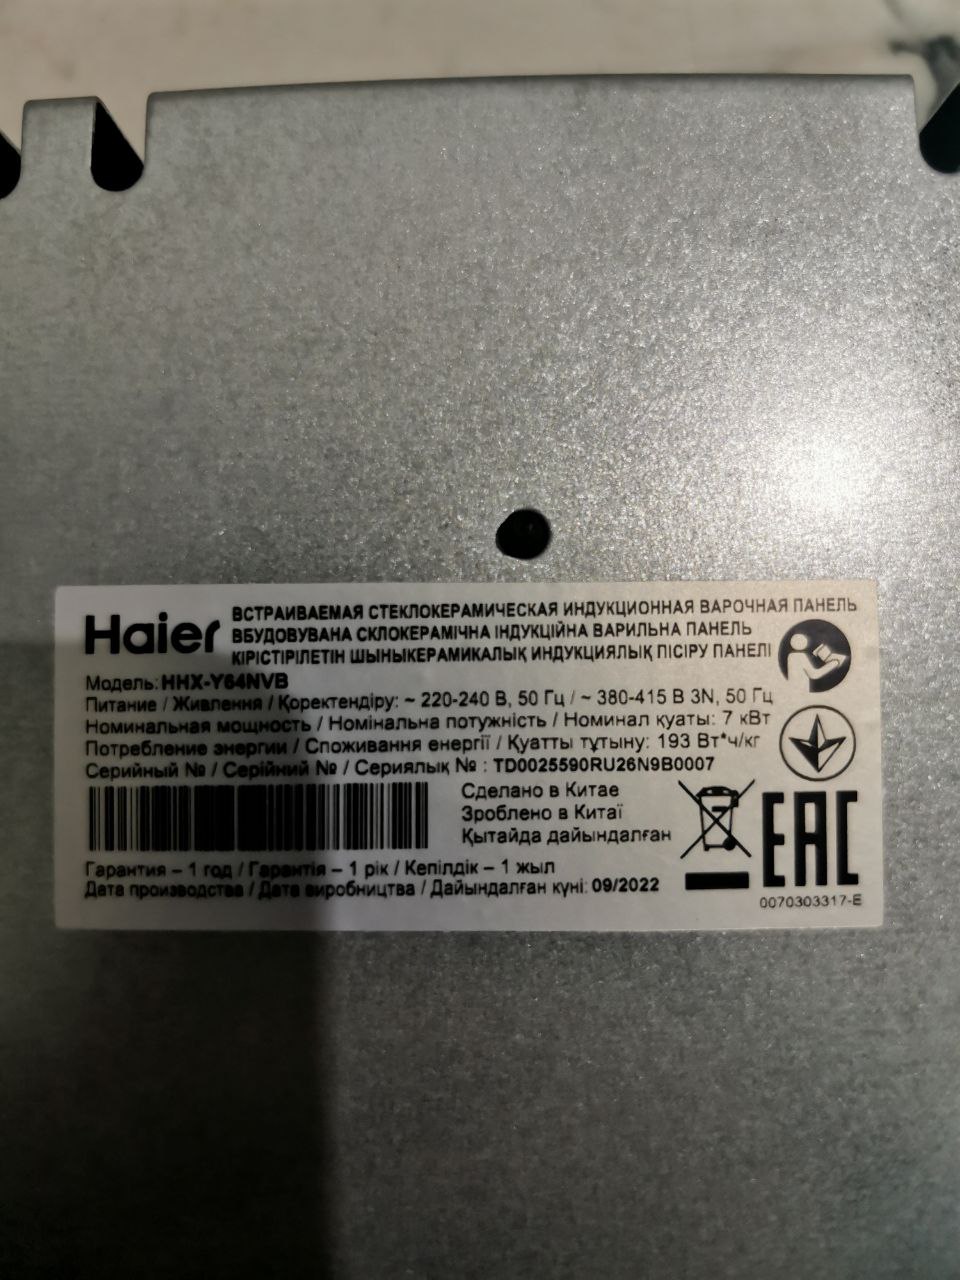 Haier
ВСТРАИВАЕМАЯ СТЕКЛОКЕРАМИЧЕСКАЯ ИНДУКЦИОННАЯ ВАРОЧНАЯ ПАНЕЛЬ
ВБУДОВУВАНА СКЛОКЕРАМІЧНА ІНДУКЦІЙНА ВАРИЛЬНА ПАНЕЛЬ
КІРІСТІРІЛЕТІН ШЫНЫКЕРАМИКАЛЫҚ ИНДУКЦИЯЛЫҚ ПІСІРУ ПАНЕЛІ
Модель: HHX-Y64NVB
Питание / Живлення / Қоректендіру: ~ 220-240 В, 50 Гц / ~ 380-415 В 3N, 50 Гц
Номинальная мощность / Номінальна потужність / Номинал қуаты: 7 кВт
Потребление энергии / Споживання енергії / Қуатты тұтыну: 193 Вт*ч/кг
Серийный № / Серійний № / Сериялық № : TD0025590RU26N9B0007
Сделано в Китае
Зроблено в Китаї
Қытайда дайындалған
Гарантия – 1 год / Гарантія – 1 рік / Кепілдік – 1 жыл
Дата производства / Дата виробництва / Дайындалған күні: 09/2022
EAC
0070303317-E